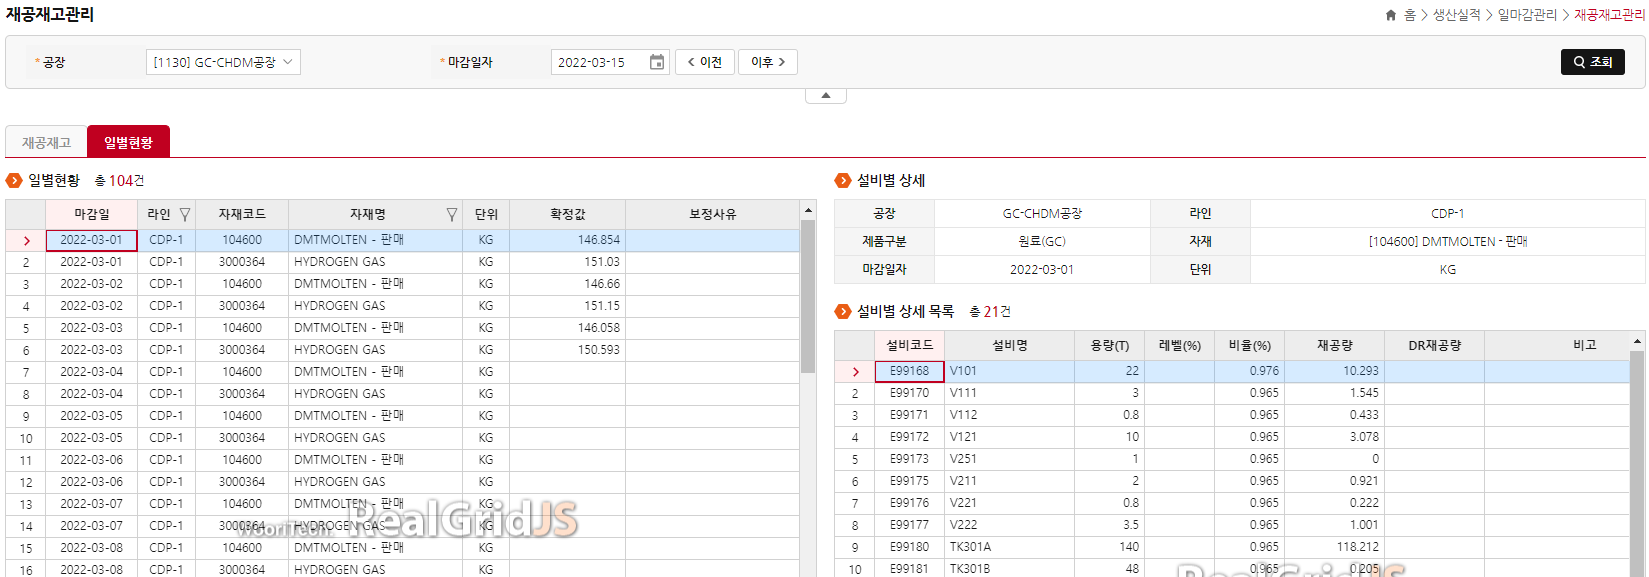 재공재고관리
홈 > 생산실적 > 일마감관리 > 재공재고관리
* 공장 [1130] GC-CHDM공장 * 마감일자 2022-03-15 < 이전 이후 > 조회
재공재고 일별현황
일별현황 총 104건
마감일 라인 자재코드 자재명 단위 확정값 보정사유
2022-03-01 CDP-1 104600 DMTMOLTEN - 판매 KG 146.854
2 2022-03-01 CDP-1 3000364 HYDROGEN GAS KG 151.03
3 2022-03-02 CDP-1 104600 DMTMOLTEN - 판매 KG 146.66
4 2022-03-02 CDP-1 3000364 HYDROGEN GAS KG 151.15
5 2022-03-03 CDP-1 104600 DMTMOLTEN - 판매 KG 146.058
6 2022-03-03 CDP-1 3000364 HYDROGEN GAS KG 150.593
7 2022-03-04 CDP-1 104600 DMTMOLTEN - 판매 KG
8 2022-03-04 CDP-1 3000364 HYDROGEN GAS KG
9 2022-03-05 CDP-1 104600 DMTMOLTEN - 판매 KG
10 2022-03-05 CDP-1 3000364 HYDROGEN GAS KG
11 2022-03-06 CDP-1 104600 DMTMOLTEN - 판매 KG
12 2022-03-06 CDP-1 3000364 HYDROGEN GAS KG
13 2022-03-07 CDP-1 104600 DMTMOLTEN - 판매 KG
14 2022-03-07 CDP-1 3000364 HYDROGEN GAS KG
15 2022-03-08 CDP-1 104600 DMTMOLTEN - 판매 KG
16 2022-03-08 CDP-1 3000364 HYDROGEN GAS KG
WooriTech. RealGridJS
설비별 상세
공장 GC-CHDM공장 라인 CDP-1
제품구분 원료(GC) 자재 [104600] DMTMOLTEN - 판매
마감일자 2022-03-01 단위 KG
설비별 상세 목록 총 21건
설비코드 설비명 용량(T) 레벨(%) 비율(%) 재공량 DR재공량 비고
E99168 V101 22 0.976 10.293
2 E99170 V111 3 0.965 1.545
3 E99171 V112 0.8 0.965 0.433
4 E99172 V121 10 0.965 3.078
5 E99173 V251 1 0.965 0
6 E99175 V211 2 0.965 0.921
7 E99176 V221 0.8 0.965 0.222
8 E99177 V222 3.5 0.965 1.001
9 E99180 TK301A 140 0.965 118.212
10 E99181 TK301B 48 0.965 0.205
RealGridJS